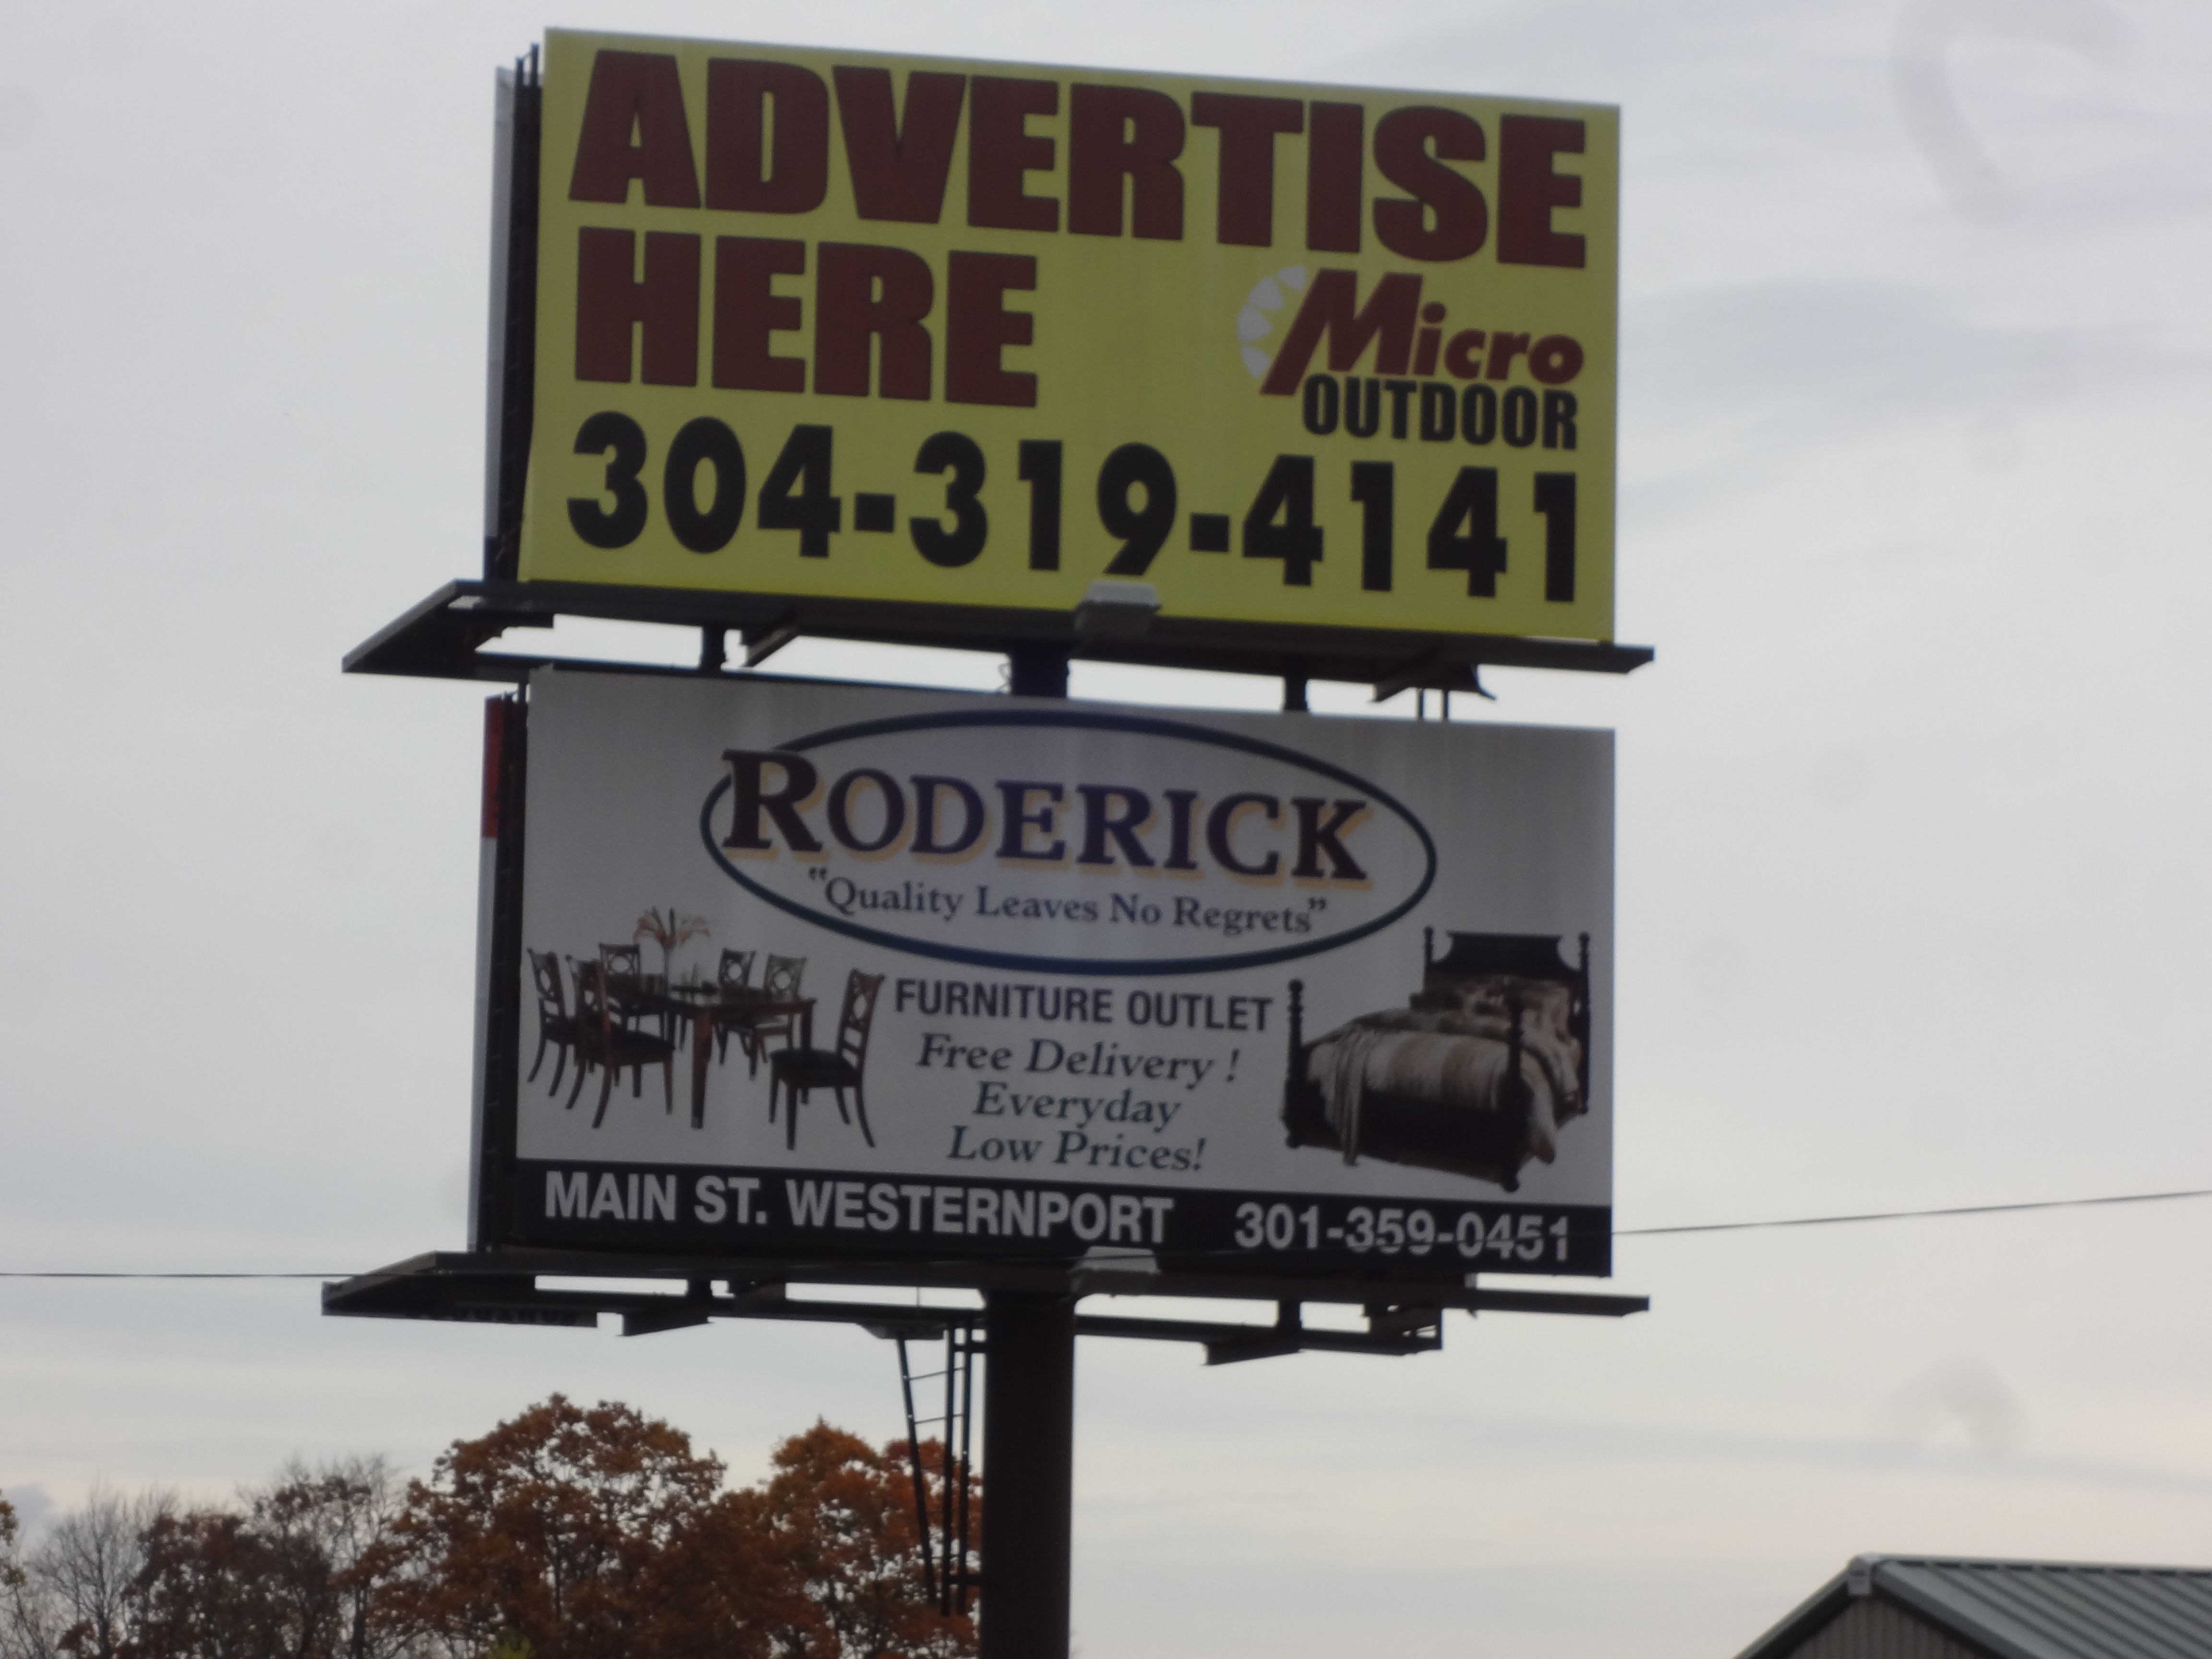 ADVERTISE
HERE
Micro
OUTDOOR
304-319-4141
RODERICK
"Quality Leaves No Regrets"
FURNITURE OUTLET
Free Delivery !
Everyday
Low Prices!
MAIN ST. WESTERNPORT 301-359-0451